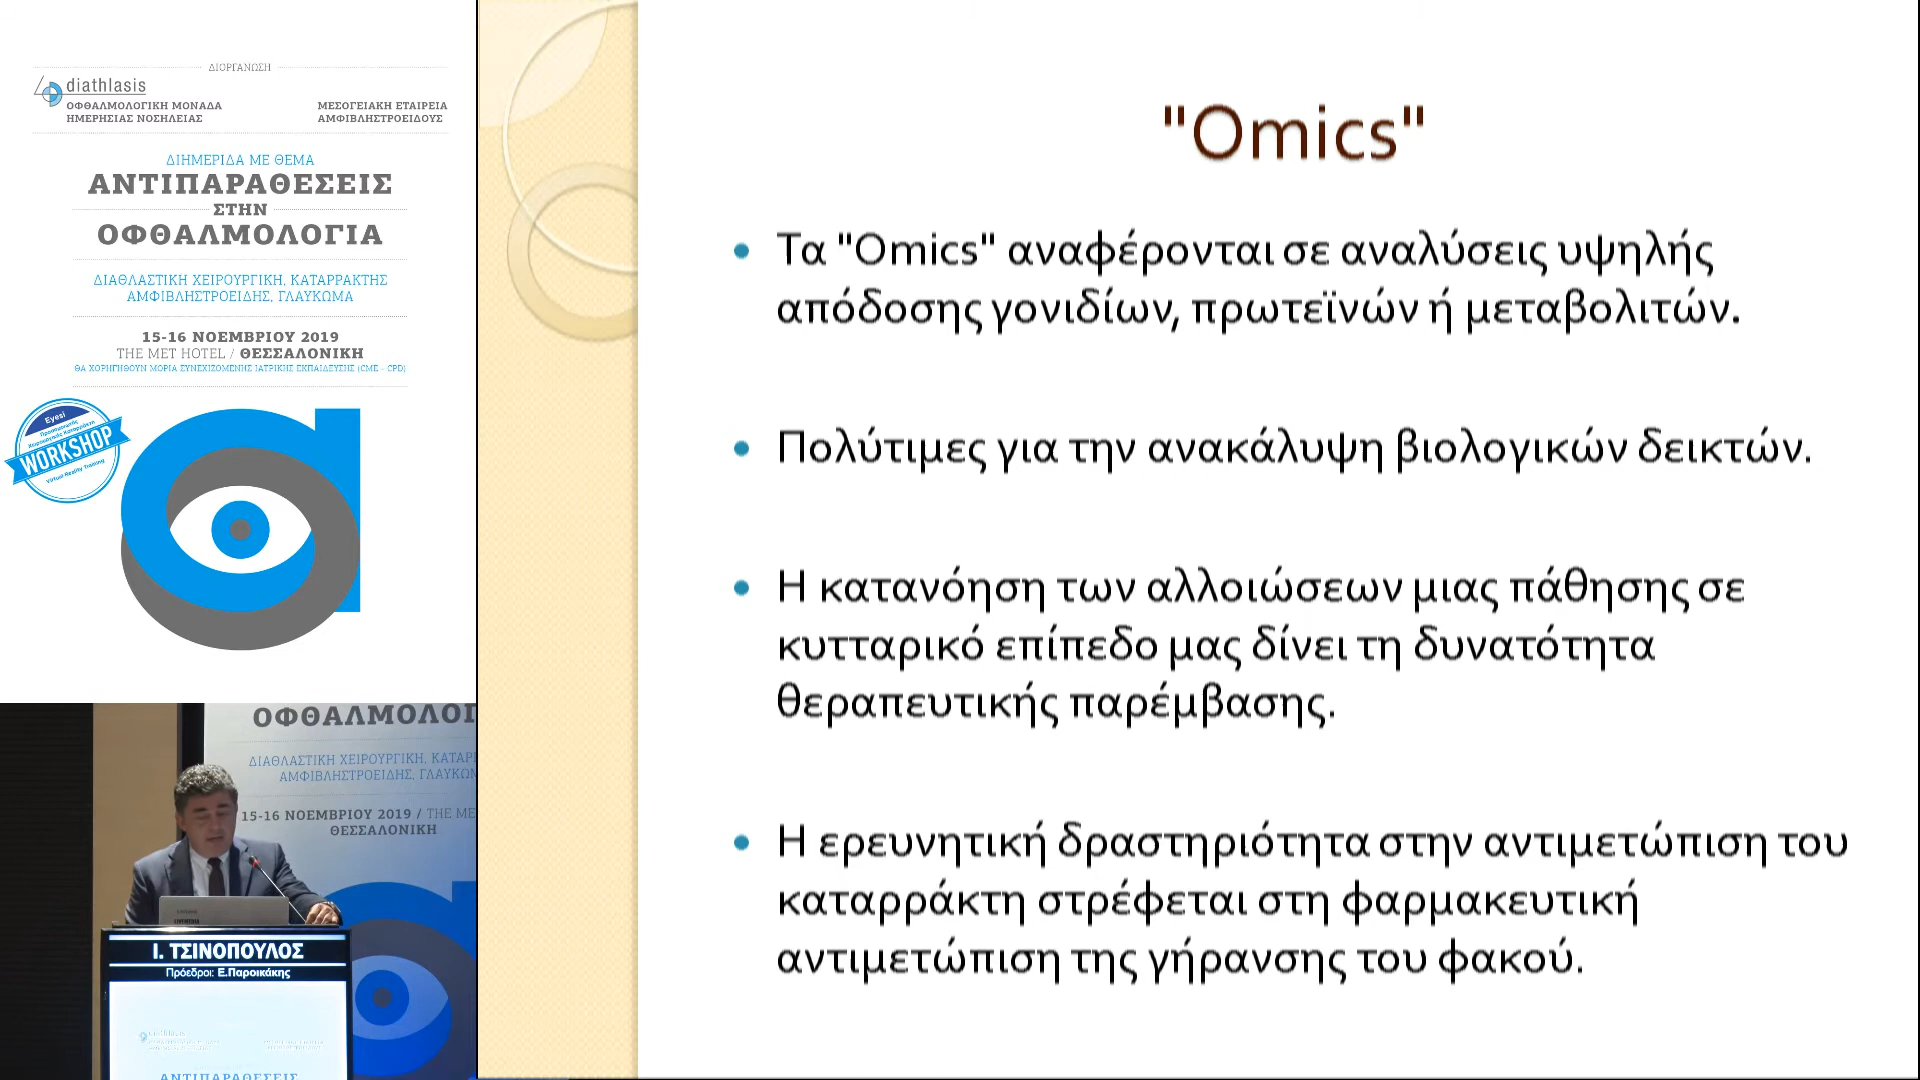 ΔΙΟΡΓΑΝΩΣΗ
diathlasis
ΟΦΘΑΛΜΟΛΟΓΙΚΗ ΜΟΝΑΔΑ
ΗΜΕΡΗΣΙΑΣ ΝΟΣΗΛΕΙΑΣ
ΜΕΣΟΓΕΙΑΚΗ ΕΤΑΙΡΕΙΑ
ΑΜΦΙΒΛΗΣΤΡΟΕΙΔΟΥΣ
ΔΙΗΜΕΡΙΔΑ ΜΕ ΘΕΜΑ
ΑΝΤΙΠΑΡΑΘΕΣΕΙΣ
ΣΤΗΝ
ΟΦΘΑΛΜΟΛΟΓΙΑ
ΔΙΑΘΛΑΣΤΙΚΗ ΧΕΙΡΟΥΡΓΙΚΗ, ΚΑΤΑΡΡΑΚΤΗΣ
ΑΜΦΙΒΛΗΣΤΡΟΕΙΔΗΣ, ΓΛΑΥΚΩΜΑ
15-16 ΝΟΕΜΒΡΙΟΥ 2019
THE MET HOTEL / ΘΕΣΣΑΛΟΝΙΚΗ
ΘΑ ΧΟΡΗΓΗΘΟΥΝ ΜΟΡΙΑ ΣΥΝΕΧΙΖΟΜΕΝΗΣ ΙΑΤΡΙΚΗΣ ΕΚΠΑΙΔΕΥΣΗΣ (CME - CPD)
Eyesi
WORKSHOP
Virtual Reality Training
"Omics"
Τα "Omics" αναφέρονται σε αναλύσεις υψηλής
απόδοσης γονιδίων, πρωτεϊνών ή μεταβολιτών.
Πολύτιμες για την ανακάλυψη βιολογικών δεικτών.
Η κατανόηση των αλλοιώσεων μιας πάθησης σε
κυτταρικό επίπεδο μας δίνει τη δυνατότητα
θεραπευτικής παρέμβασης.
Η ερευνητική δραστηριότητα στην αντιμετώπιση του
καταρράκτη στρέφεται στη φαρμακευτική
αντιμετώπιση της γήρανσης του φακού.
ΟΦΘΑΛΜΟΛΟΓ
ΔΙΑΘΛΑΣΤΙΚΗ ΧΕΙΡΟΥΡΓΙΚΗ, ΚΑΤΑΡ
ΑΜΦΙΒΛΗΣΤΡΟΕΙΔΗΣ, ΓΛΑΥΚΩΜ
15-16 ΝΟΕΜΒΡΙΟΥ 2019 / THE ME
ΘΕΣΣΑΛΟΝΙΚΗ
LIVEMEDIA
Ι. ΤΣΙΝΟΠΟΥΛΟΣ
Πρόεδροι: Ε.Παροικάκης
ΑΝΤΙΠΑΡΑΘΕΣΕΙΣ